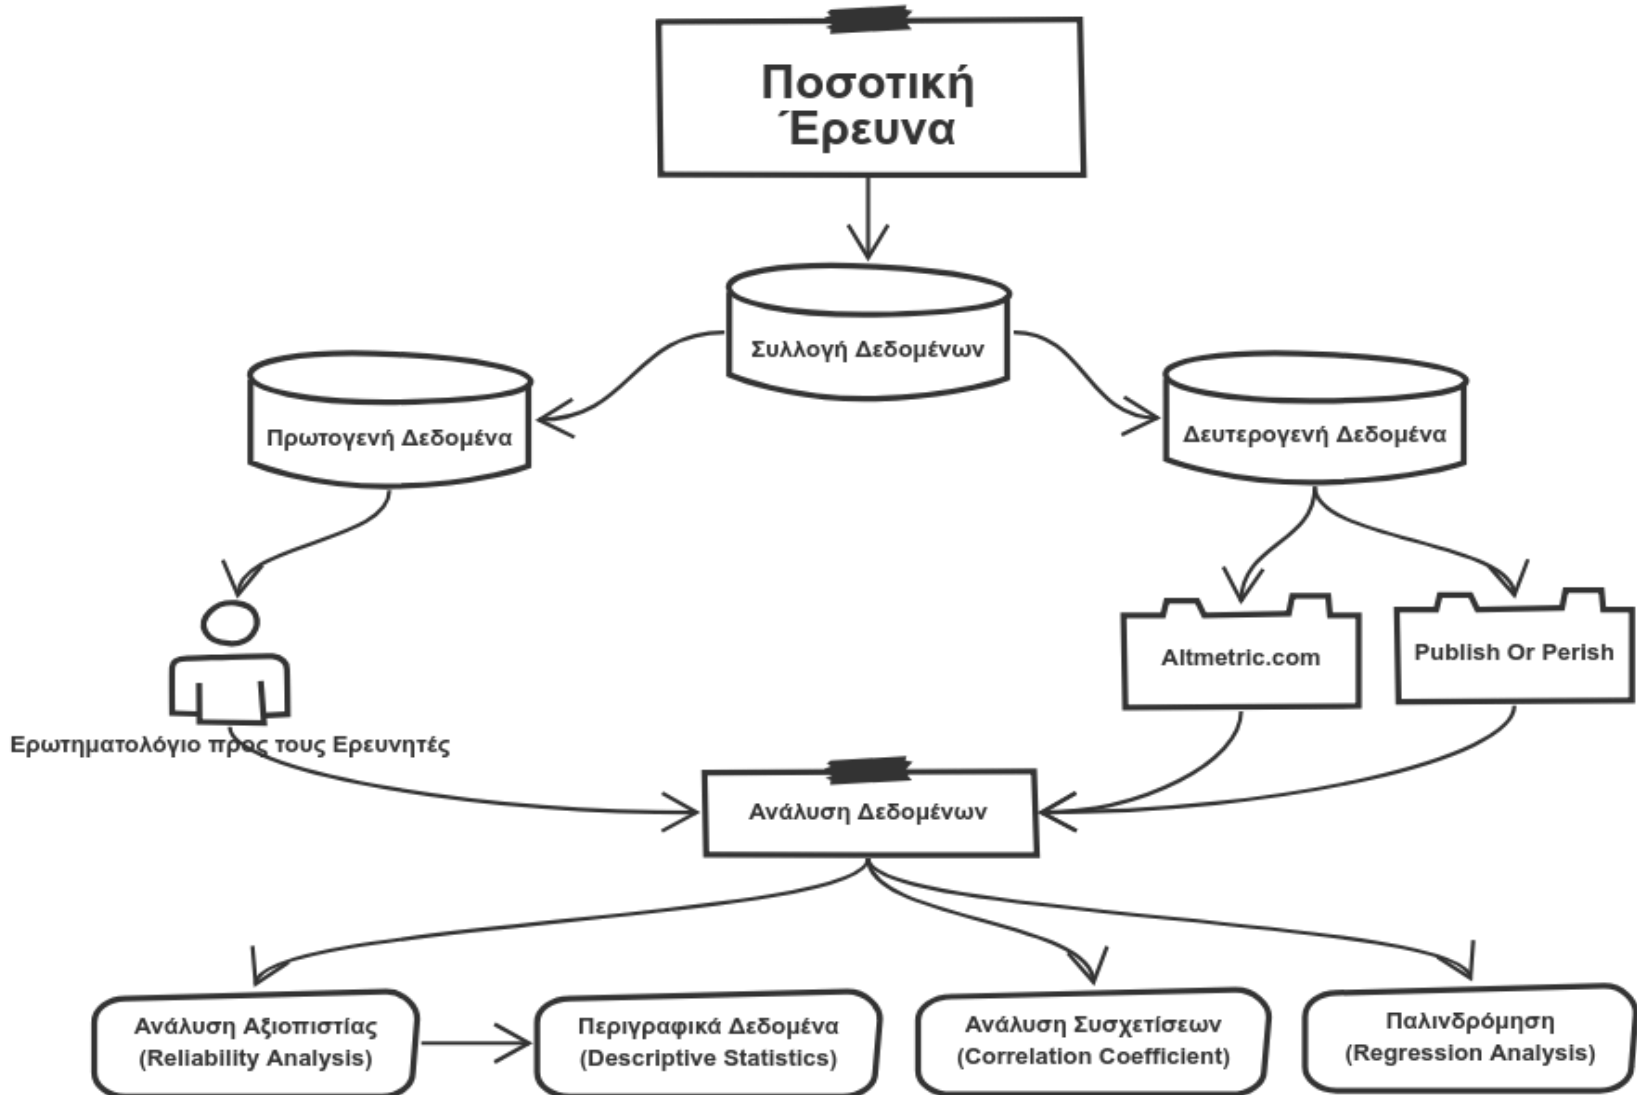 Ποσοτική
Έρευνα
Συλλογή Δεδομένων
Πρωτογενή Δεδομένα
Δευτερογενή Δεδομένα
Altmetric.com
Publish Or Perish
Ερωτηματολόγιο προς τους Ερευνητές
Ανάλυση Δεδομένων
Ανάλυση Αξιοπιστίας
(Reliability Analysis)
Περιγραφικά Δεδομένα
(Descriptive Statistics)
Ανάλυση Συσχετίσεων
(Correlation Coefficient)
Παλινδρόμηση
(Regression Analysis)